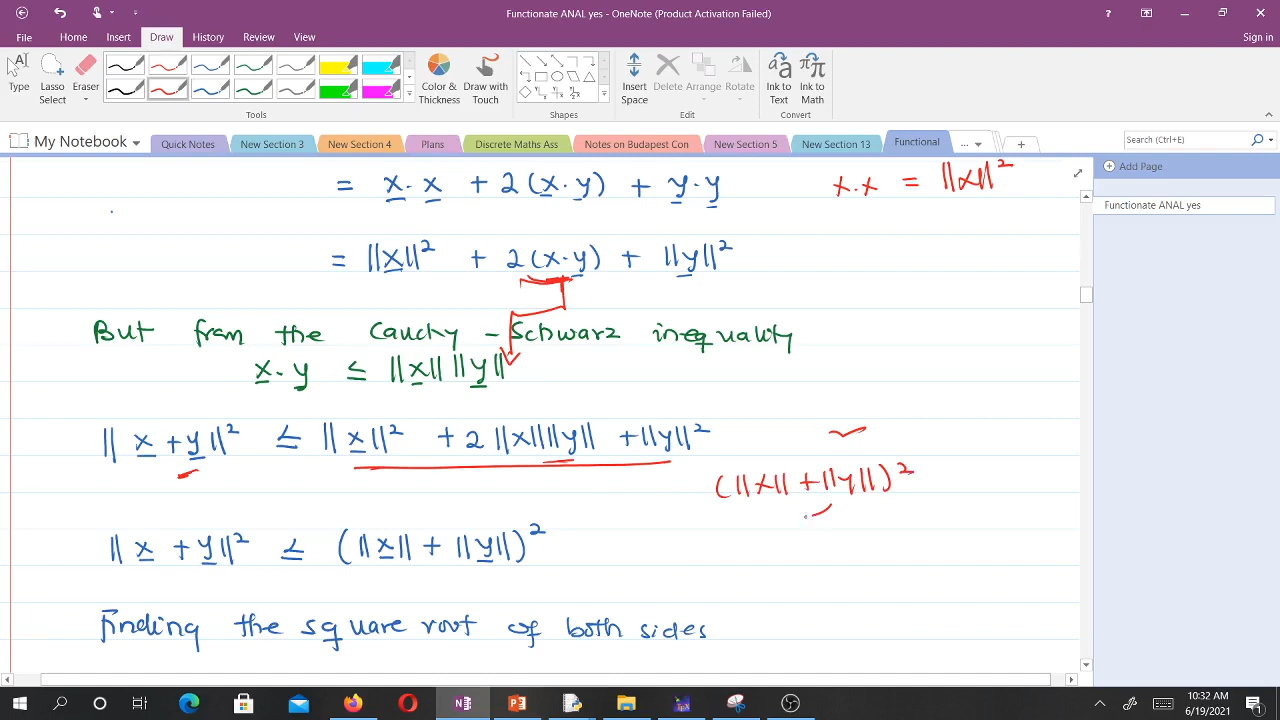 Functionate ANAL yes - OneNote (Product Activation Failed)
File Home Insert Draw History Review View
Sign in
Type
Lasso Select
Eraser
Color & Thickness
Draw with Touch
Insert Space
Delete
Arrange
Rotate
Ink to Text
Ink to Math
Tools
Shapes
Edit
Convert
My Notebook
Quick Notes
New Section 3
New Section 4
Plans
Discrete Maths Ass
Notes on Budapest Con
New Section 5
New Section 13
Functional
...
Search (Ctrl+E)
Add Page
Functionate ANAL yes
= x · x + 2 (x · y) + y · y
x.x = ||x||²
= ||x||² + 2 (x · y) + ||y||²
But from the Cauchy - Schwarz inequality
x · y ≤ ||x|| ||y||
|| x + y ||² ≤ || x ||² + 2 ||x|| ||y|| + ||y||²
(||x|| + ||y||)²
|| x + y ||² ≤ (||x|| + ||y||)²
Finding the square root of both sides
10:32 AM
6/19/2021